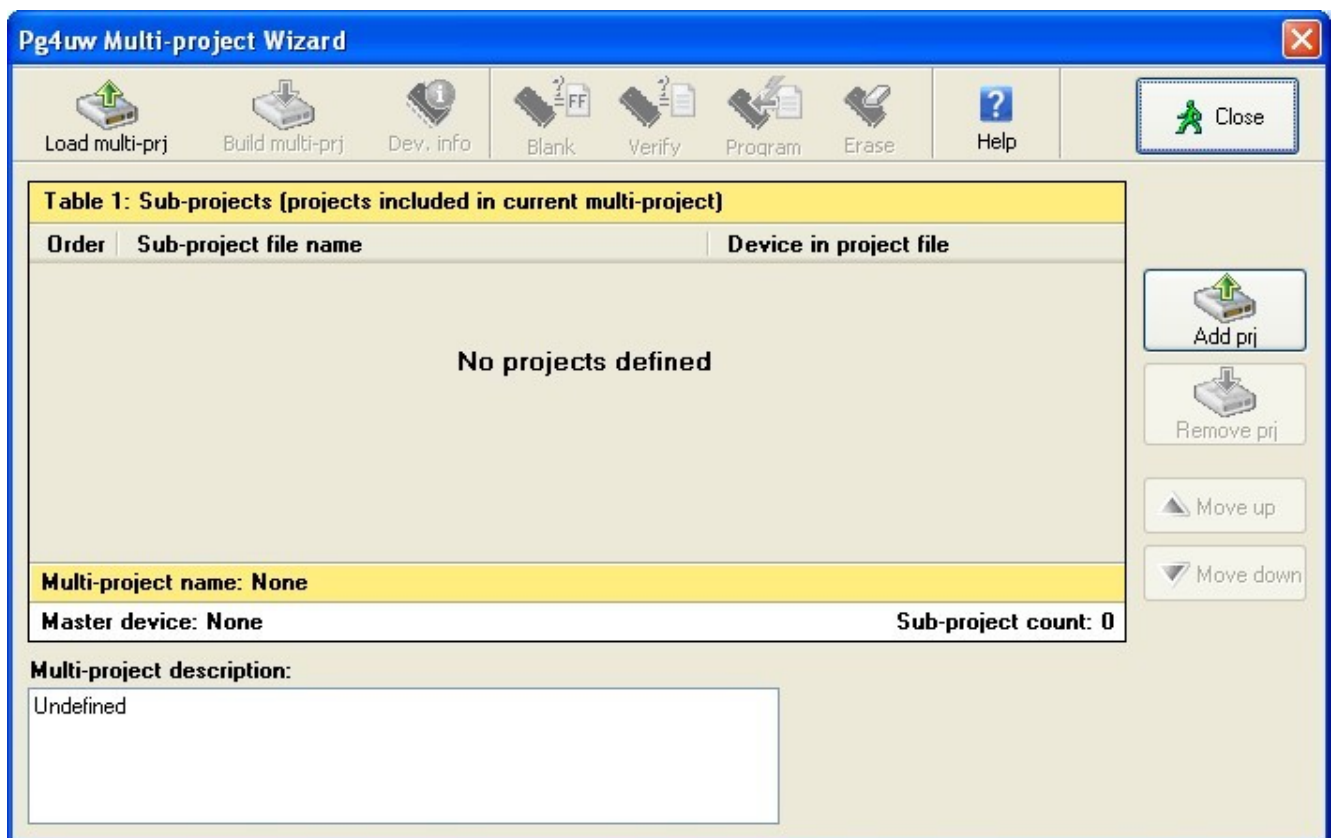 Pg4uw Multi-project Wizard
Load multi-prj
Build multi-prj
Dev. info
Blank
Verify
Program
Erase
Help
Close
FF
Table 1: Sub-projects (projects included in current multi-project)
Order Sub-project file name Device in project file
No projects defined
Add prj
Remove prj
Move up
Move down
Multi-project name: None
Master device: None Sub-project count: 0
Multi-project description:
Undefined